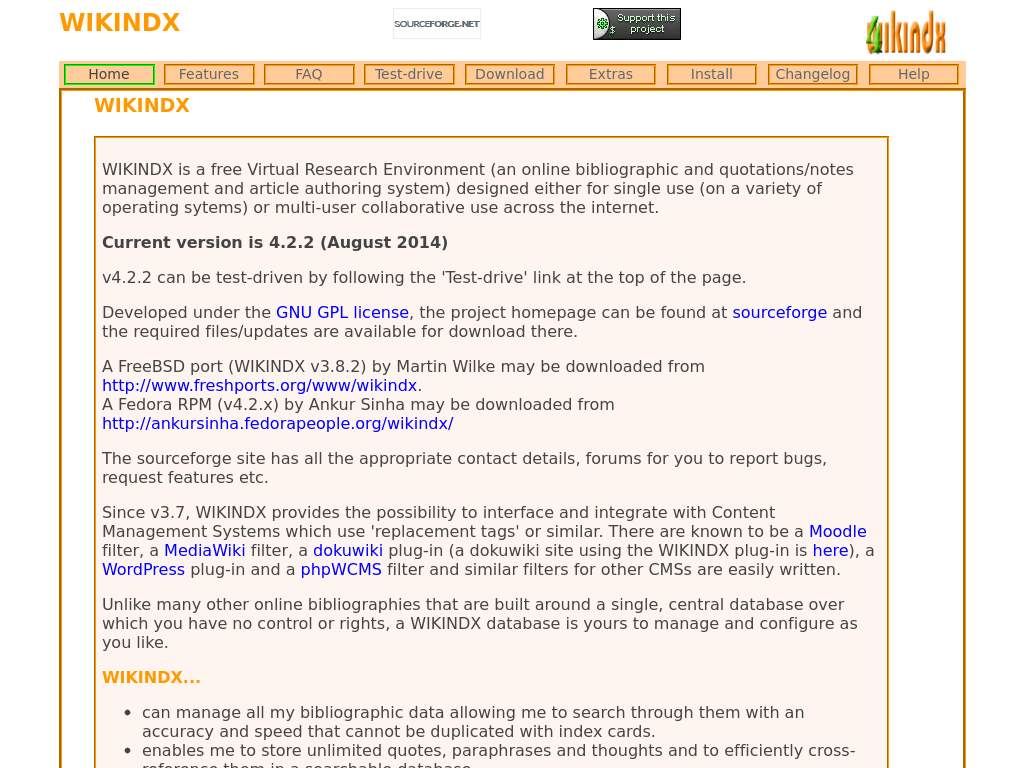 WIKINDX
SOURCEFORGE.NET
Support this
project
wikindx
Home Features FAQ Test-drive Download Extras Install Changelog Help
WIKINDX
WIKINDX is a free Virtual Research Environment (an online bibliographic and quotations/notes
management and article authoring system) designed either for single use (on a variety of
operating sytems) or multi-user collaborative use across the internet.
Current version is 4.2.2 (August 2014)
v4.2.2 can be test-driven by following the 'Test-drive' link at the top of the page.
Developed under the GNU GPL license, the project homepage can be found at sourceforge and
the required files/updates are available for download there.
A FreeBSD port (WIKINDX v3.8.2) by Martin Wilke may be downloaded from
http://www.freshports.org/www/wikindx.
A Fedora RPM (v4.2.x) by Ankur Sinha may be downloaded from
http://ankursinha.fedorapeople.org/wikindx/
The sourceforge site has all the appropriate contact details, forums for you to report bugs,
request features etc.
Since v3.7, WIKINDX provides the possibility to interface and integrate with Content
Management Systems which use 'replacement tags' or similar. There are known to be a Moodle
filter, a MediaWiki filter, a dokuwiki plug-in (a dokuwiki site using the WIKINDX plug-in is here), a
WordPress plug-in and a phpWCMS filter and similar filters for other CMSs are easily written.
Unlike many other online bibliographies that are built around a single, central database over
which you have no control or rights, a WIKINDX database is yours to manage and configure as
you like.
WIKINDX...
• can manage all my bibliographic data allowing me to search through them with an
accuracy and speed that cannot be duplicated with index cards.
• enables me to store unlimited quotes, paraphrases and thoughts and to efficiently cross-
reference them in a searchable database.